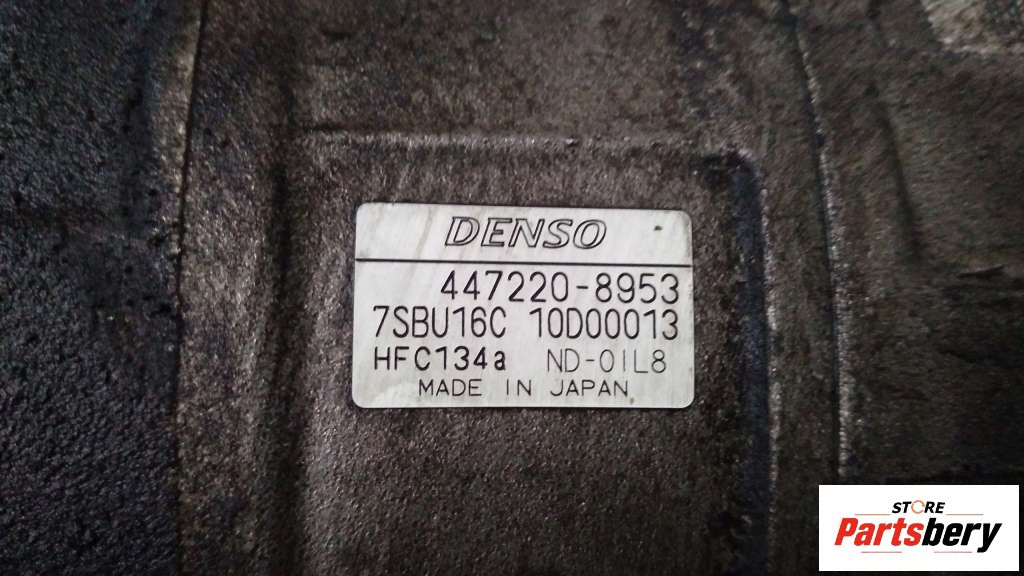 DENSO
447220-8953
7SBU16C 10D00013
HFC134a ND-OIL8
MADE IN JAPAN
STORE
Partsbery